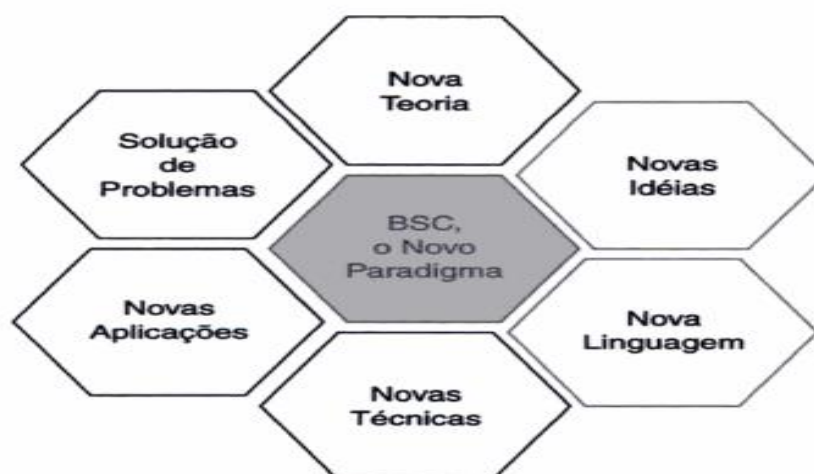 Nova
Teoria
Solução
de
Problemas
Novas
Idéias
BSC,
o Novo
Paradigma
Novas
Aplicações
Nova
Linguagem
Novas
Técnicas